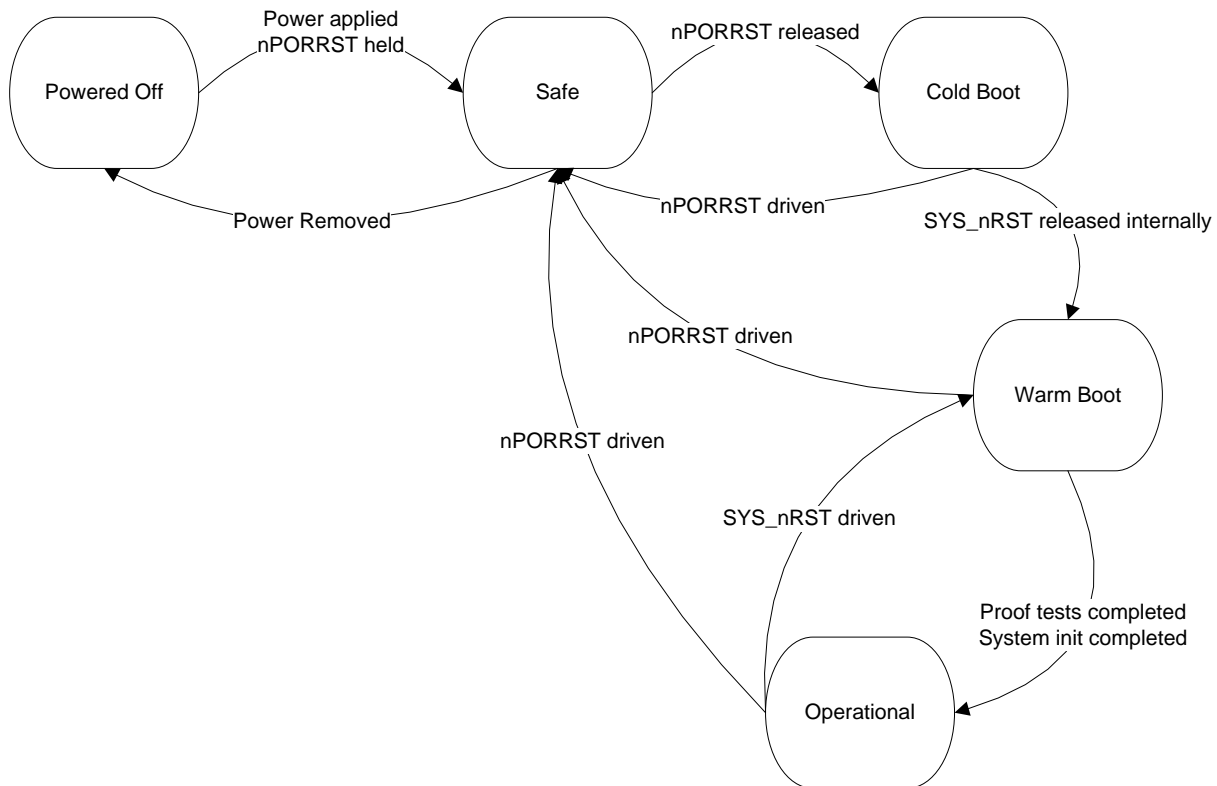 Power applied
nPORRST held
nPORRST released
Powered Off
Safe
Cold Boot
Power Removed
nPORRST driven
SYS_nRST released internally
nPORRST driven
Warm Boot
nPORRST driven
SYS_nRST driven
Proof tests completed
System init completed
Operational